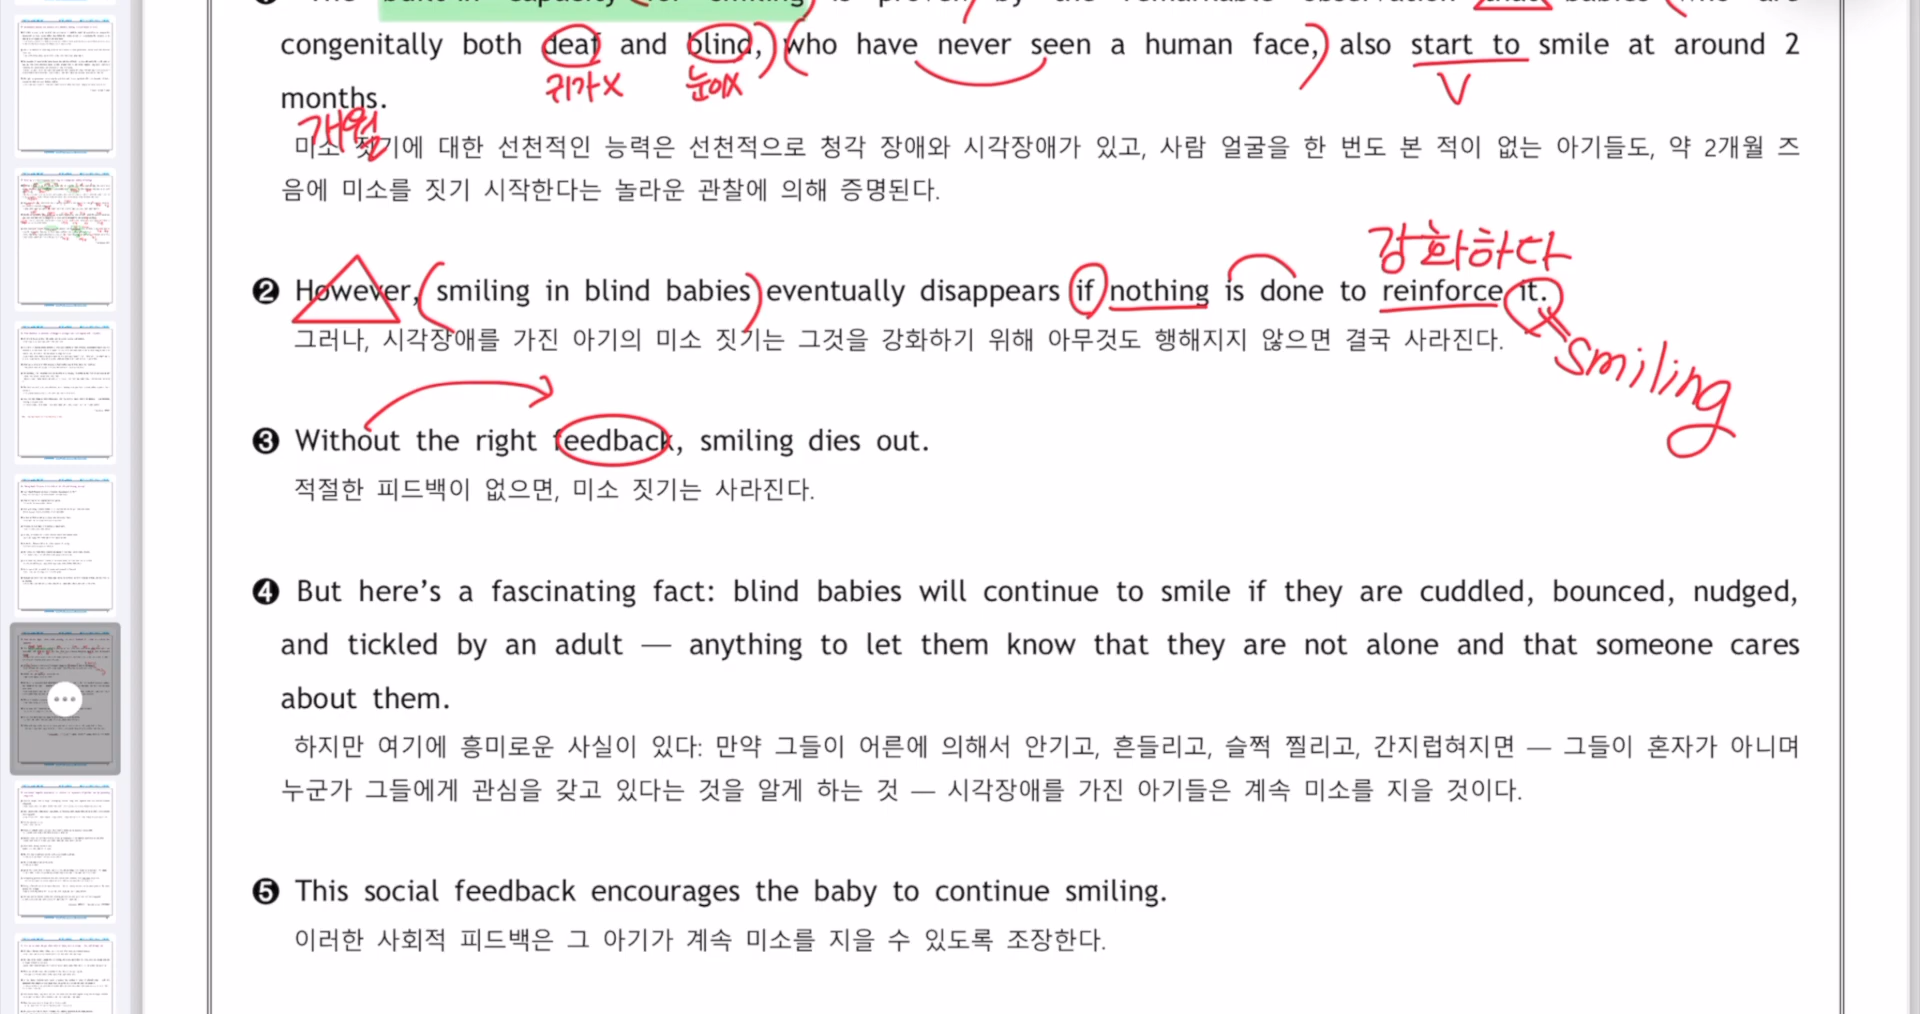 The built-in capacity for smiling is proven by the remarkable observation that babies who are
congenitally both deaf and blind, who have never seen a human face, also start to smile at around 2
귀가 X 눈이 X V
months.
개월
미소 짓기에 대한 선천적인 능력은 선천적으로 청각 장애와 시각장애가 있고, 사람 얼굴을 한 번도 본 적이 없는 아기들도, 약 2개월 즈
음에 미소를 짓기 시작한다는 놀라운 관찰에 의해 증명된다.
강화하다
❷ However, smiling in blind babies eventually disappears if nothing is done to reinforce it.
그러나, 시각장애를 가진 아기의 미소 짓기는 그것을 강화하기 위해 아무것도 행해지지 않으면 결국 사라진다.
smiling
❸ Without the right feedback, smiling dies out.
적절한 피드백이 없으면, 미소 짓기는 사라진다.
❹ But here’s a fascinating fact: blind babies will continue to smile if they are cuddled, bounced, nudged,
and tickled by an adult — anything to let them know that they are not alone and that someone cares
about them.
하지만 여기에 흥미로운 사실이 있다: 만약 그들이 어른에 의해서 안기고, 흔들리고, 슬쩍 찔리고, 간지럽혀지면 — 그들이 혼자가 아니며
누군가 그들에게 관심을 갖고 있다는 것을 알게 하는 것 — 시각장애를 가진 아기들은 계속 미소를 지을 것이다.
❺ This social feedback encourages the baby to continue smiling.
이러한 사회적 피드백은 그 아기가 계속 미소를 지을 수 있도록 조장한다.